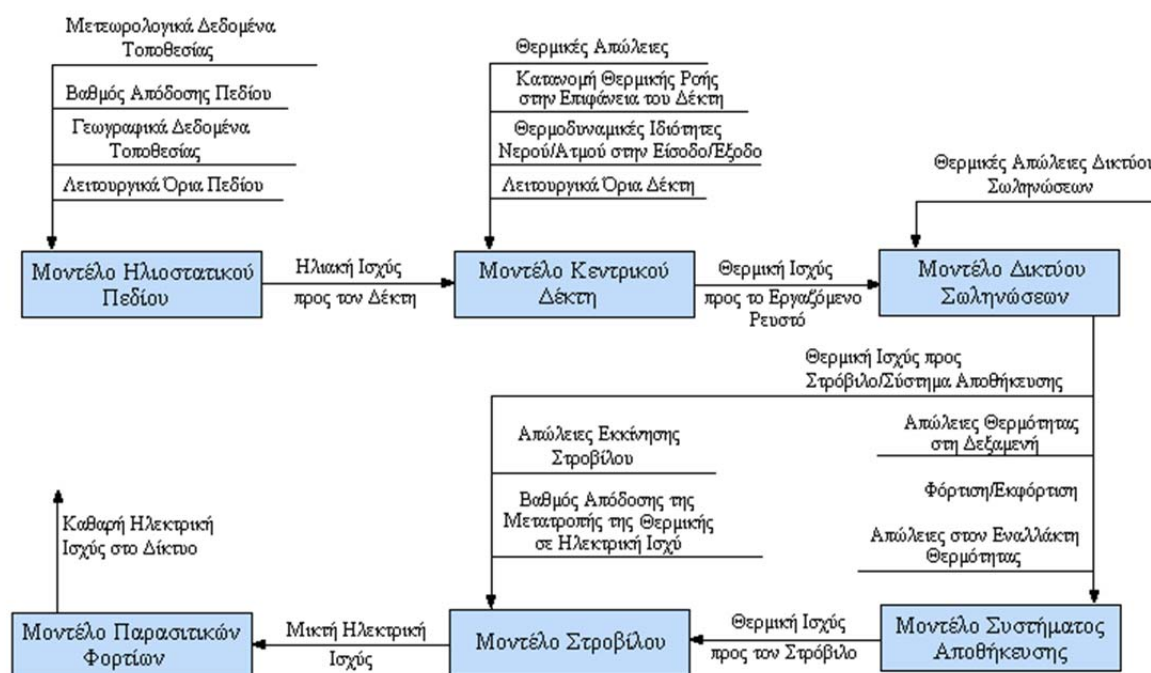 Μετεωρολογικά Δεδομένα
Τοποθεσίας
Βαθμός Απόδοσης Πεδίου
Γεωγραφικά Δεδομένα
Τοποθεσίας
Λειτουργικά Όρια Πεδίου
Θερμικές Απώλειες
Κατανομή Θερμικής Ροής
στην Επιφάνεια του Δέκτη
Θερμοδυναμικές Ιδιότητες
Νερού/Ατμού στην Είσοδο/Έξοδο
Λειτουργικά Όρια Δέκτη
Θερμικές Απώλειες Δικτύου
Σωληνώσεων
Μοντέλο Ηλιοστατικού
Πεδίου
Ηλιακή Ισχύς
προς τον Δέκτη
Μοντέλο Κεντρικού
Δέκτη
Θερμική Ισχύς
προς το Εργαζόμενο
Ρευστό
Μοντέλο Δικτύου
Σωληνώσεων
Θερμική Ισχύς προς
Στρόβιλο/Σύστημα Αποθήκευσης
Απώλειες Εκκίνησης
Στροβίλου
Βαθμός Απόδοσης της
Μετατροπής της Θερμικής
σε Ηλεκτρική Ισχύ
Απώλειες Θερμότητας
στη Δεξαμενή
Φόρτιση/Εκφόρτιση
Απώλειες στον Εναλλάκτη
Θερμότητας
Καθαρή Ηλεκτρική
Ισχύς στο Δίκτυο
Μοντέλο Παρασιτικών
Φορτίων
Μικτή Ηλεκτρική
Ισχύς
Μοντέλο Στροβίλου
Θερμική Ισχύς
προς τον Στρόβιλο
Μοντέλο Συστήματος
Αποθήκευσης